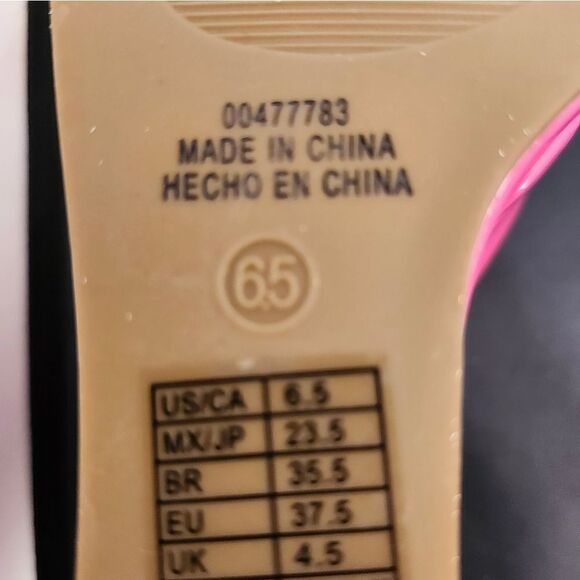 00477783
MADE IN CHINA
HECHO EN CHINA
6.5
US/CA 6.5
MX/JP 23.5
BR 35.5
EU 37.5
UK 4.5